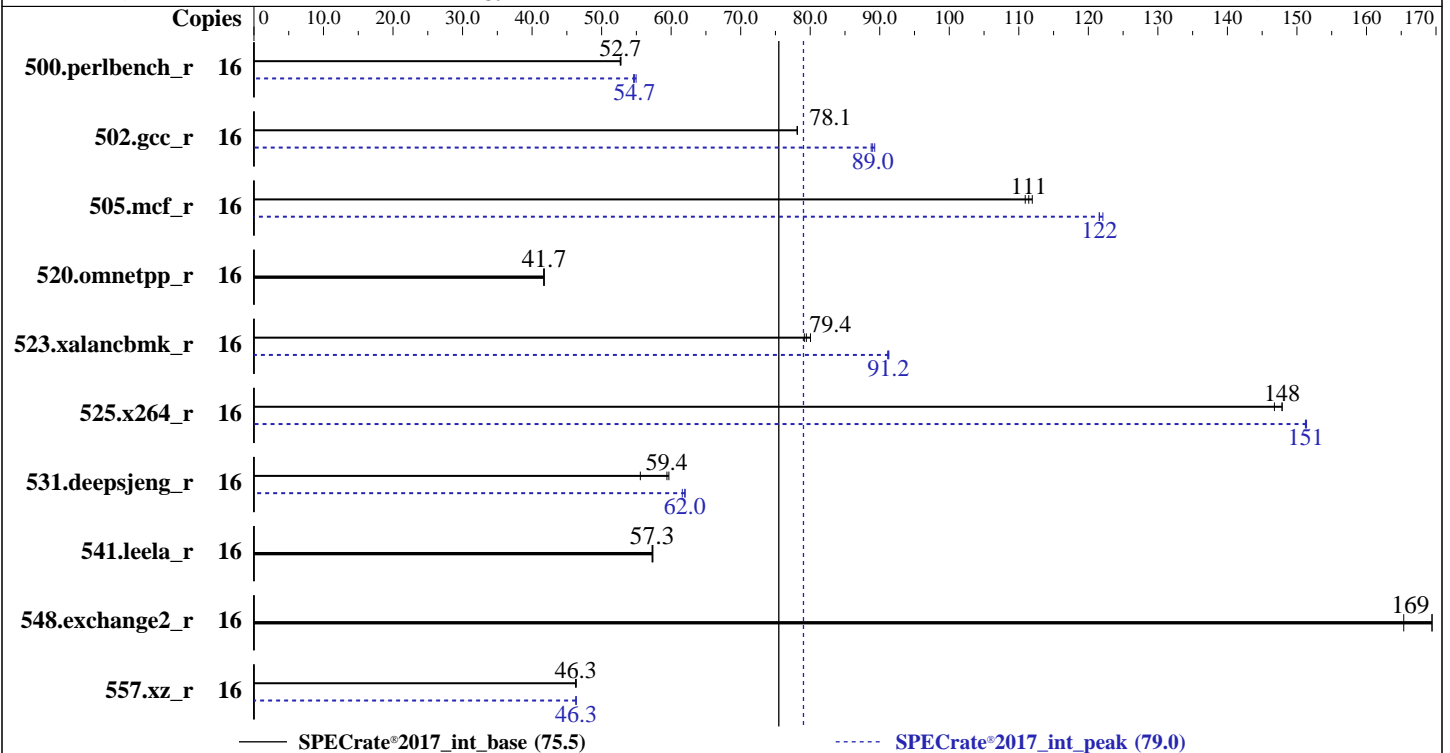 Copies 0 10.0 20.0 30.0 40.0 50.0 60.0 70.0 80.0 90.0 100 110 120 130 140 150 160 170
52.7
500.perlbench_r 16
54.7
78.1
502.gcc_r 16
89.0
111
505.mcf_r 16
122
41.7
520.omnetpp_r 16
79.4
523.xalancbmk_r 16
91.2
148
525.x264_r 16
151
59.4
531.deepsjeng_r 16
62.0
57.3
541.leela_r 16
169
548.exchange2_r 16
46.3
557.xz_r 16
46.3
SPECrate®2017_int_base (75.5) SPECrate®2017_int_peak (79.0)